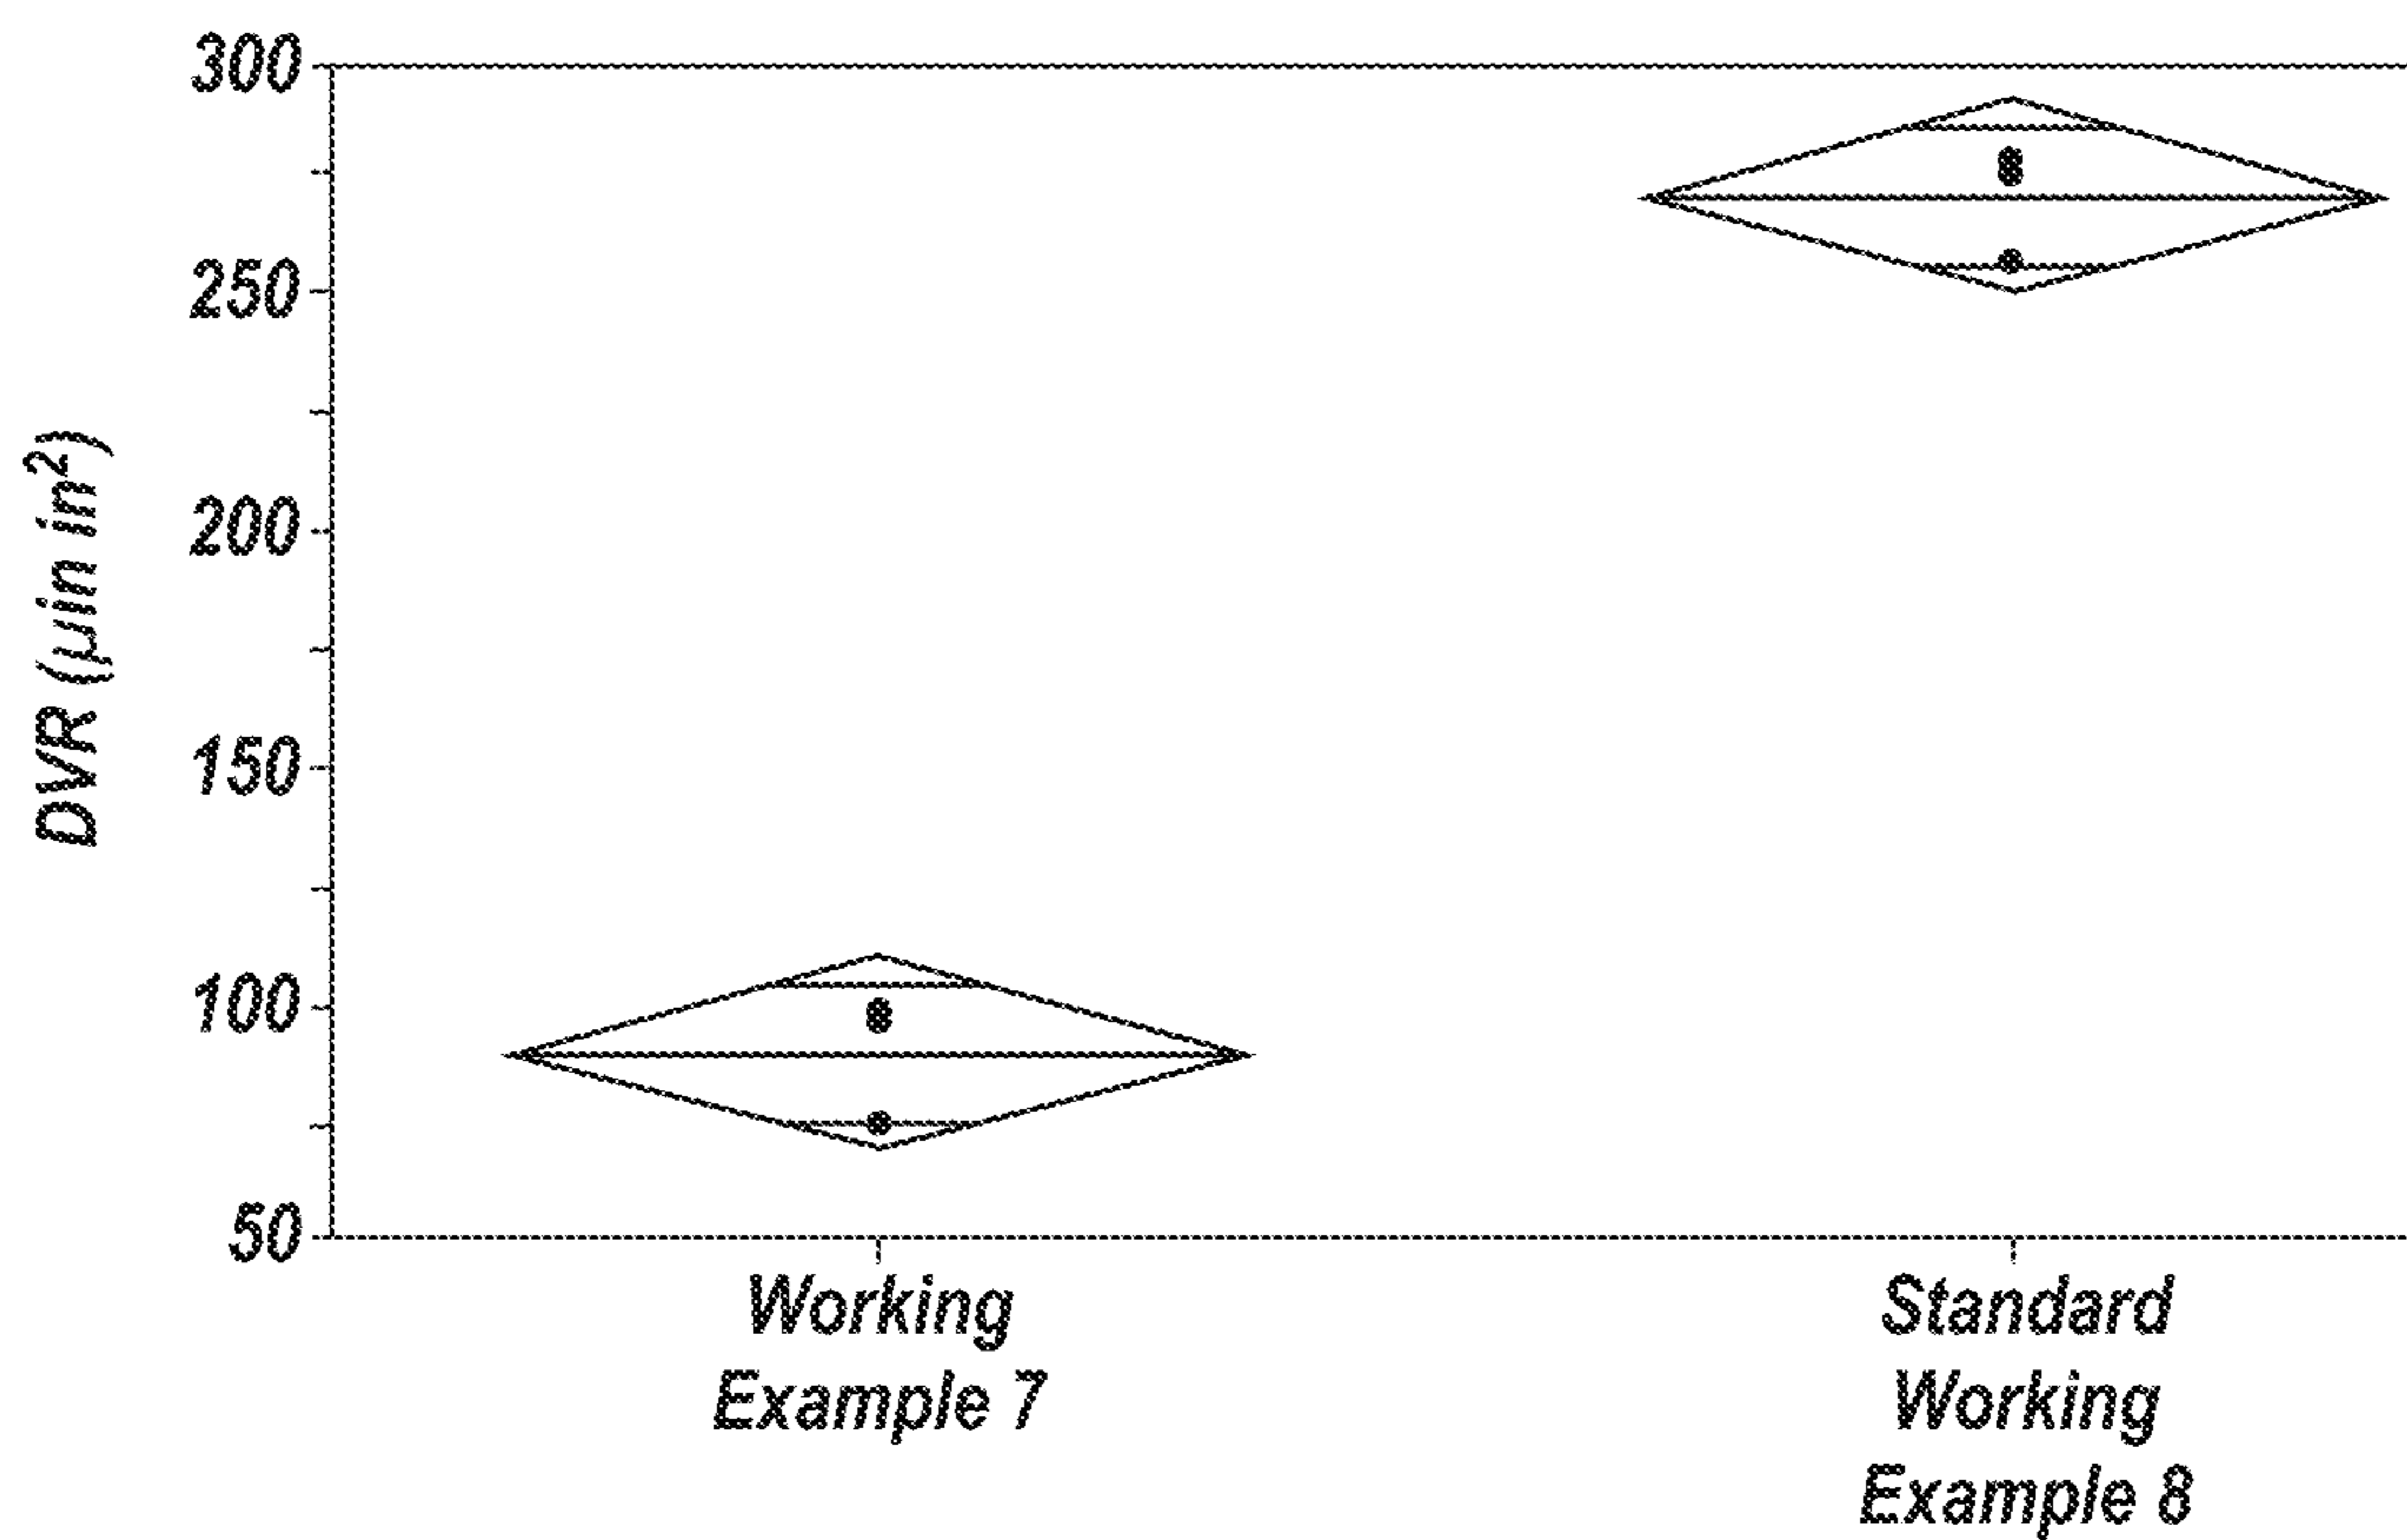 300
250
200
150
100
50
DVR (μin in²)
Working
Example 7
Standard
Working
Example 8